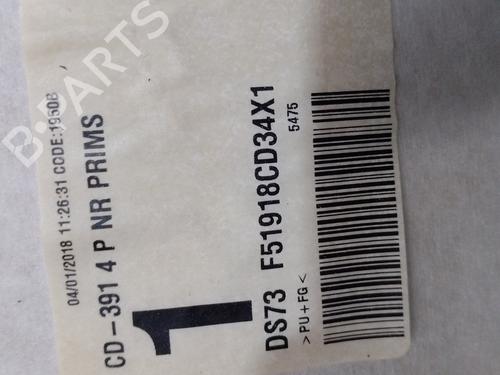 B-PARTS
04/01/2018 11:26:31 CODE:19508
CD-391 4 P NR PRIMS
1
DS73 F51918CD34X1
5475
>PU+FG<